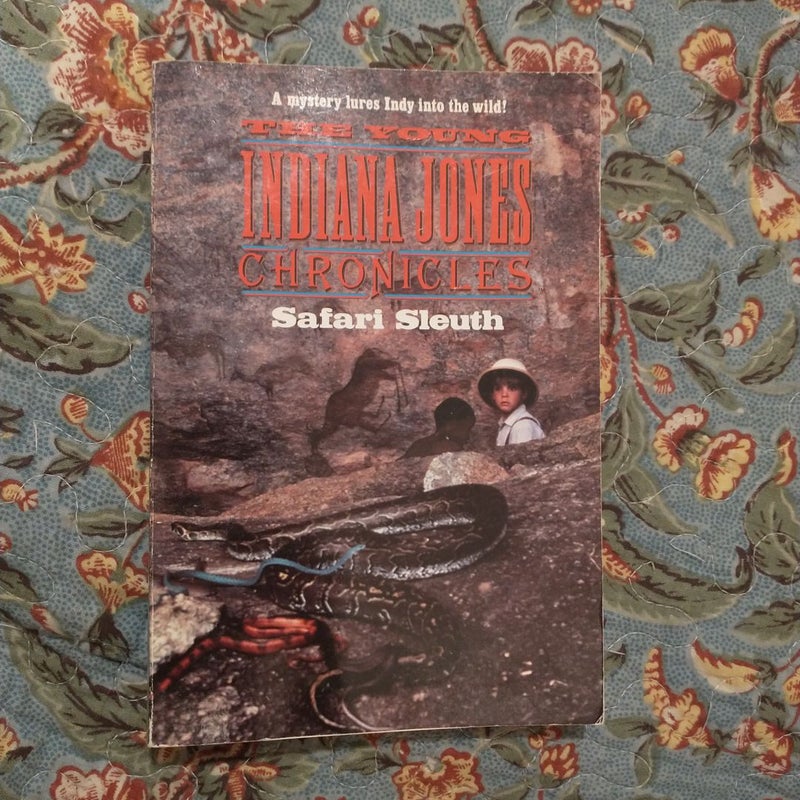 A mystery lures Indy into the wild!
THE YOUNG
INDIANA JONES
CHRONICLES
Safari Sleuth